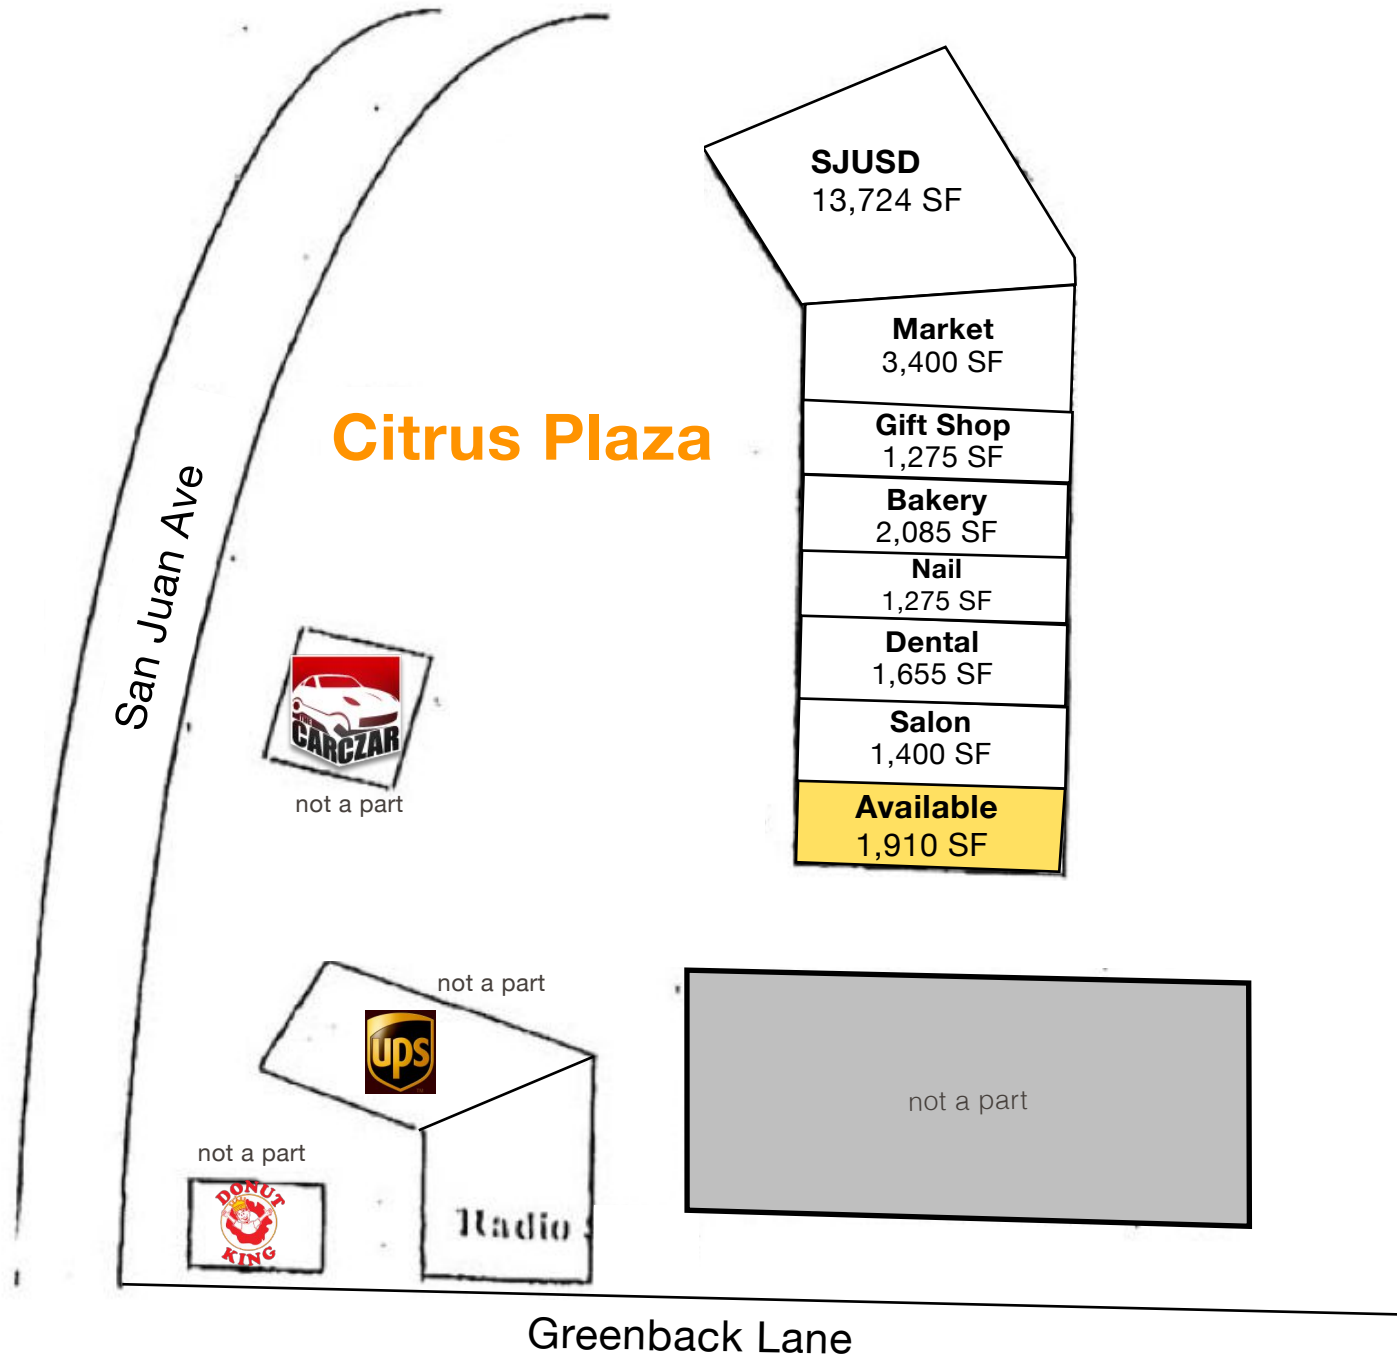 SJUSD
13,724 SF
Market
3,400 SF
Citrus Plaza
Gift Shop
1,275 SF
Bakery
2,085 SF
San Juan Ave
Nail
1,275 SF
Dental
1,655 SF
CARCZAR
Salon
1,400 SF
not a part
Available
1,910 SF
not a part
ups
not a part
not a part
DONUT
KING
Radio
Greenback Lane